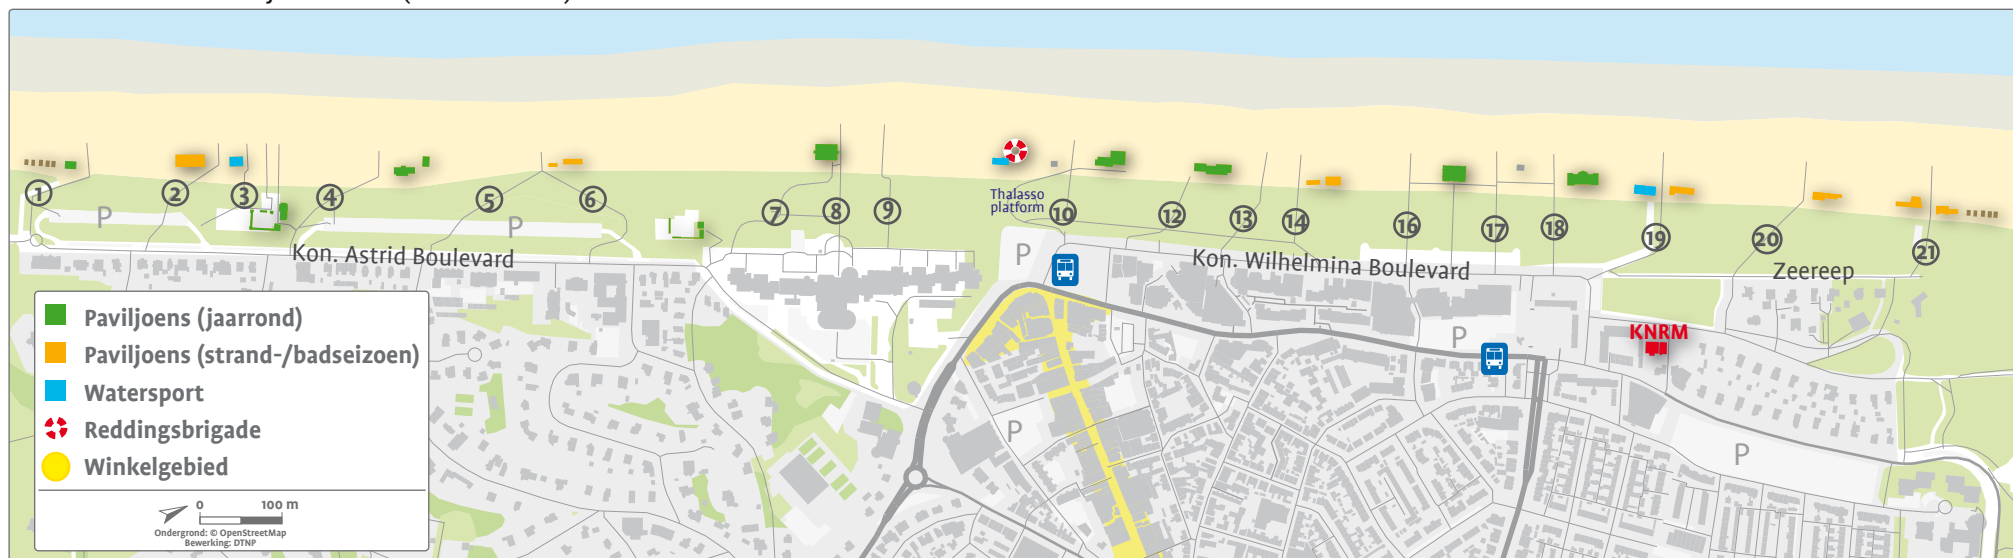 1
2
3
4
5
6
7
8
9
10
12
13
14
16
17
18
19
20
21
Thalasso
platform
P
P
P
P
P
P
Kon. Astrid Boulevard
Kon. Wilhelmina Boulevard
Zeereep
KNRM
Paviljoens (jaarrond)
Paviljoens (strand-/badseizoen)
Watersport
Reddingsbrigade
Winkelgebied
0 100 m
Ondergrond: © OpenStreetMap
Bewerking: DTNP